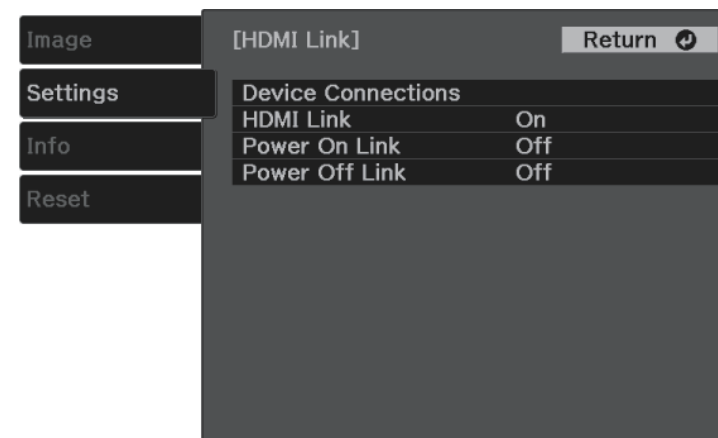 Image
Settings
Info
Reset
[HDMI Link]
Return
Device Connections
HDMI Link On
Power On Link Off
Power Off Link Off